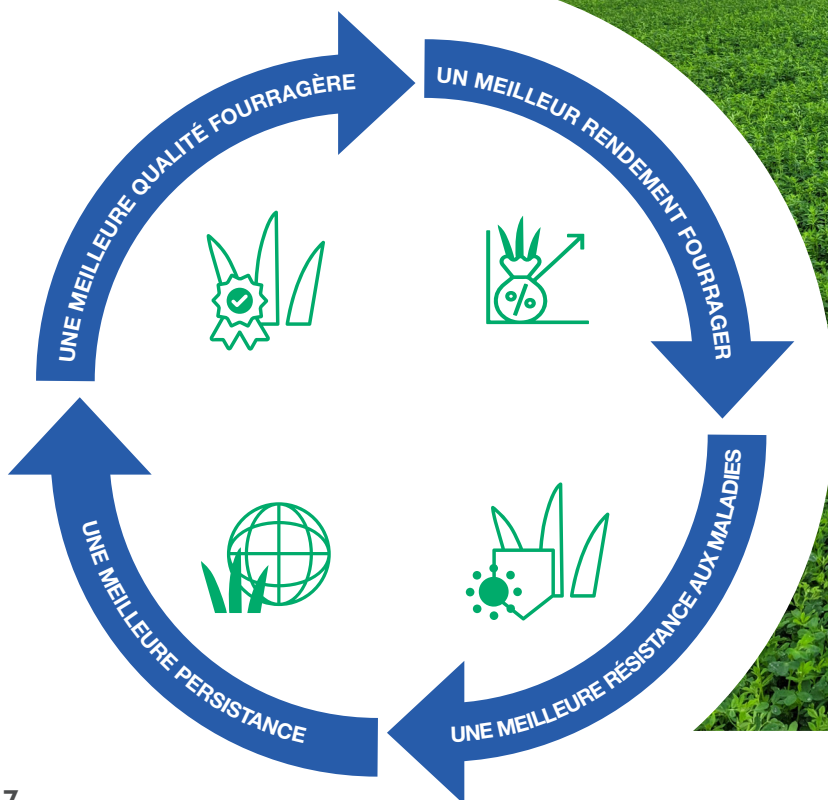 UNE MEILLEURE QUALITÉ FOURRAGÈRE
UN MEILLEUR RENDEMENT FOURRAGER
UNE MEILLEURE RÉSISTANCE AUX MALADIES
UNE MEILLEURE PERSISTANCE
%
7